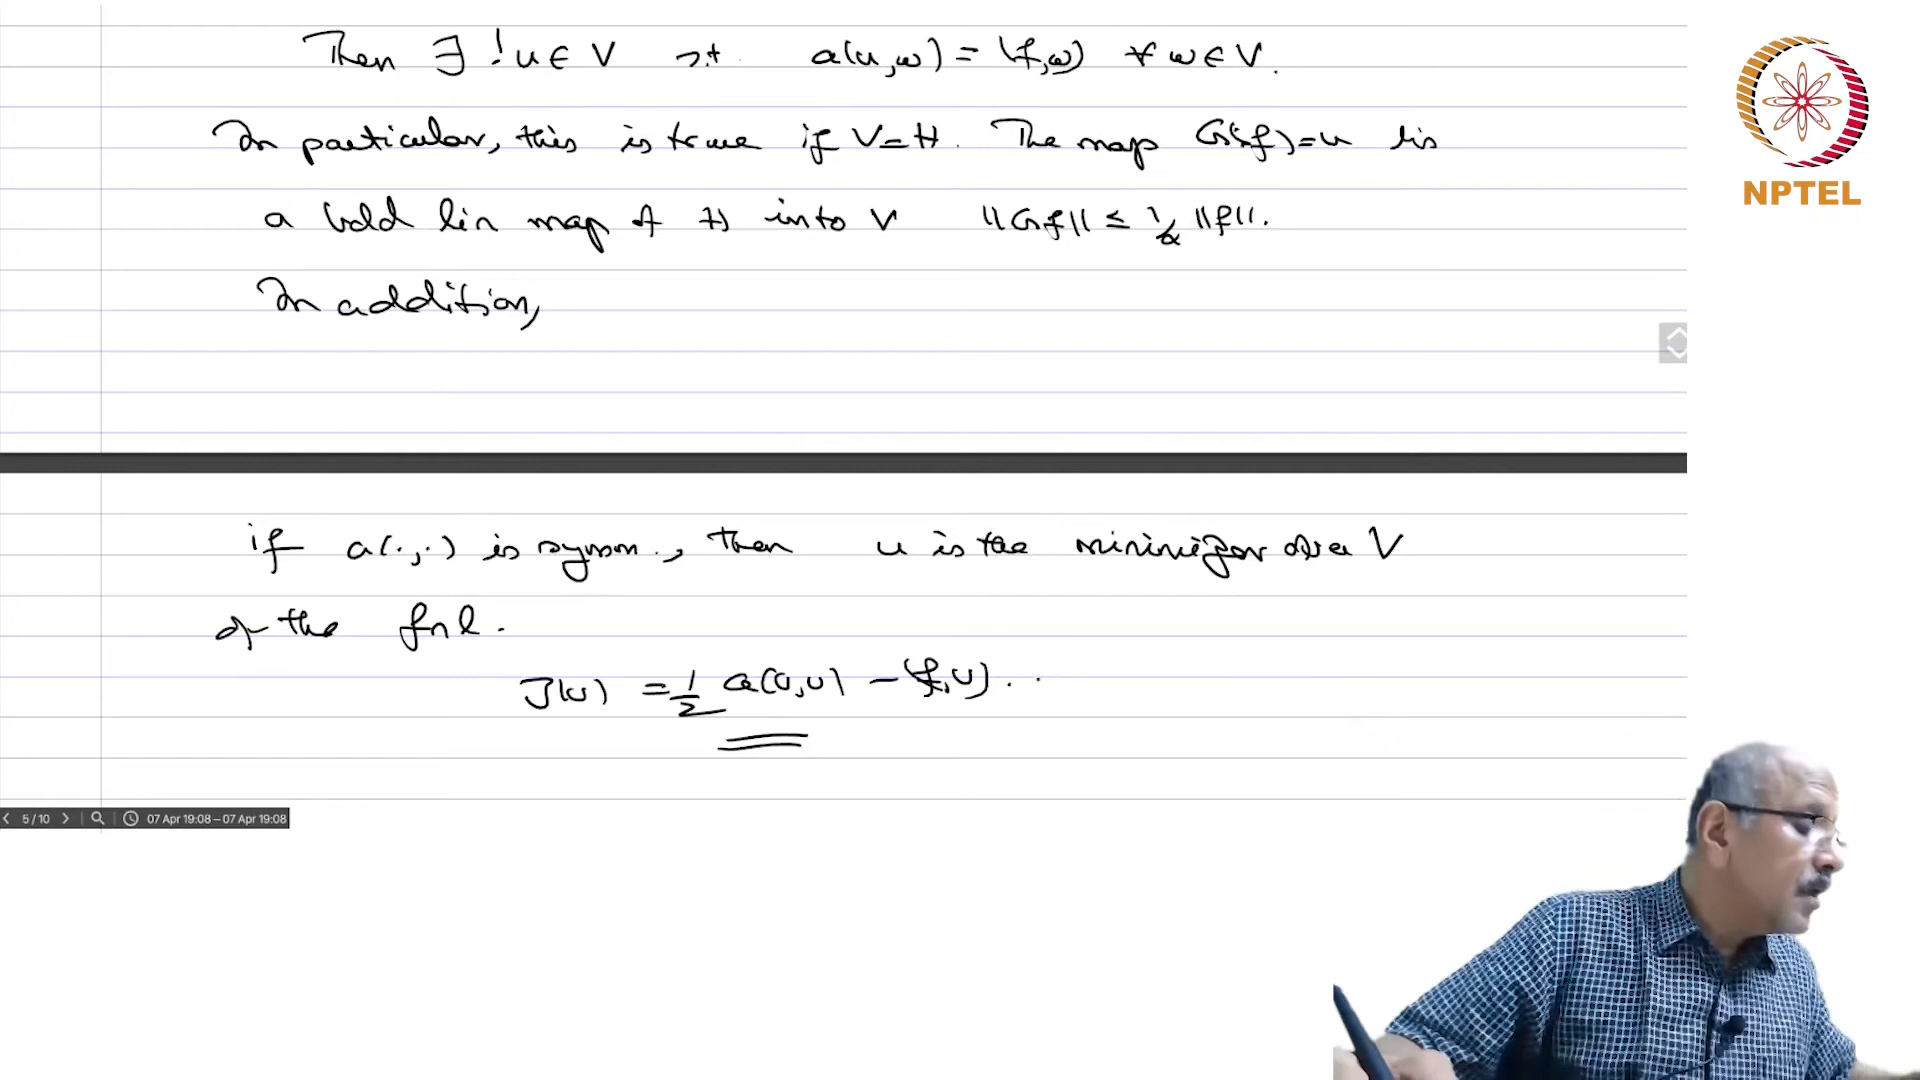 Then ∃ ! u ∈ V s.t. a(u,w) = (f,w) ∀ w ∈ V.
In particular, this is true if V = H. The map G(f) = u is
a bdd lin map of H into V ||Gf|| ≤ 1/α ||f||.
In addition,
if a(.,.) is symm., then u is the minimizer over V
of the fnl.
J(v) = 1/2 a(v,v) - (f,v).
NPTEL
5 / 10
07 Apr 19:08 – 07 Apr 19:08